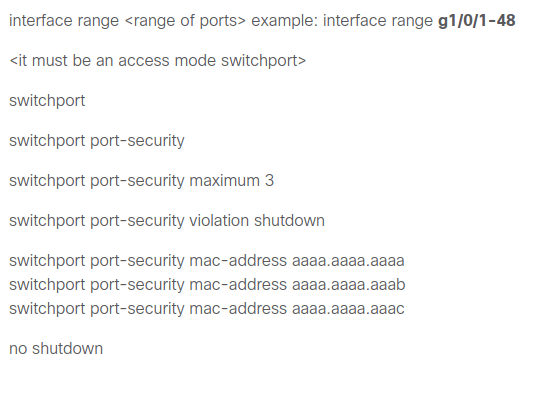 interface range <range of ports> example: interface range g1/0/1-48
<it must be an access mode switchport>
switchport
switchport port-security
switchport port-security maximum 3
switchport port-security violation shutdown
switchport port-security mac-address aaaa.aaaa.aaaa
switchport port-security mac-address aaaa.aaaa.aaab
switchport port-security mac-address aaaa.aaaa.aaac
no shutdown